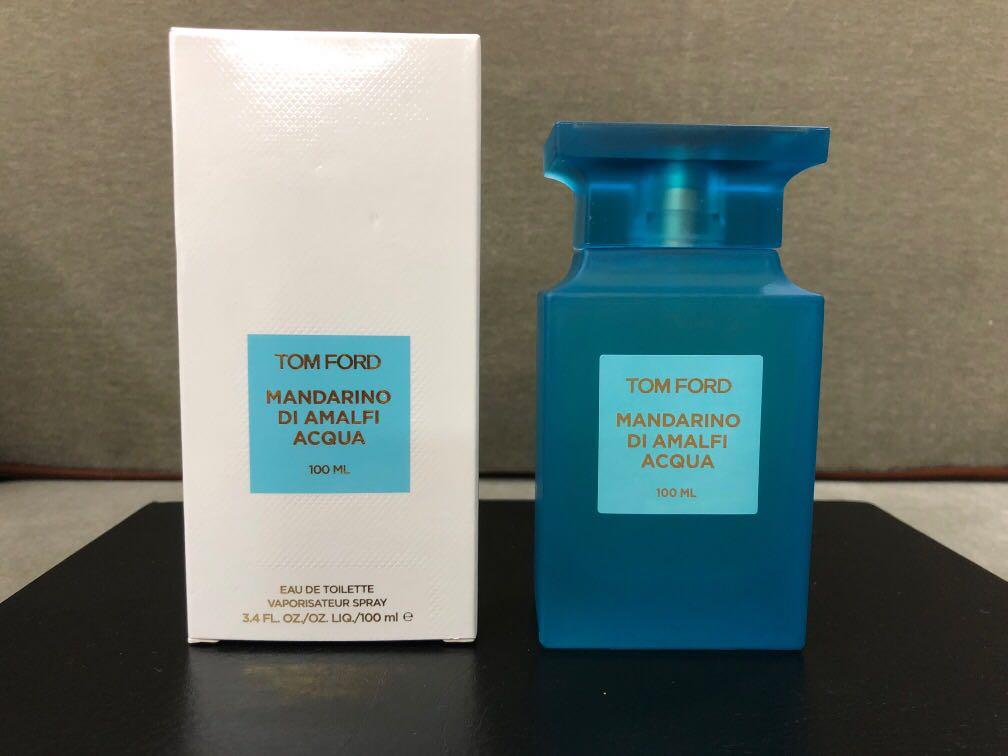 TOM FORD
MANDARINO
DI AMALFI
ACQUA
100 ML
EAU DE TOILETTE
VAPORISATEUR SPRAY
3.4 FL. OZ./OZ. LIQ./100 ml ℮
TOM FORD
MANDARINO
DI AMALFI
ACQUA
100 ML